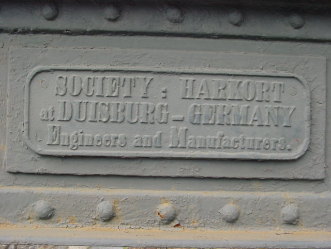 SOCIETY : HARKORT
at DUISBURG-GERMANY
Engineers and Manufacturers.